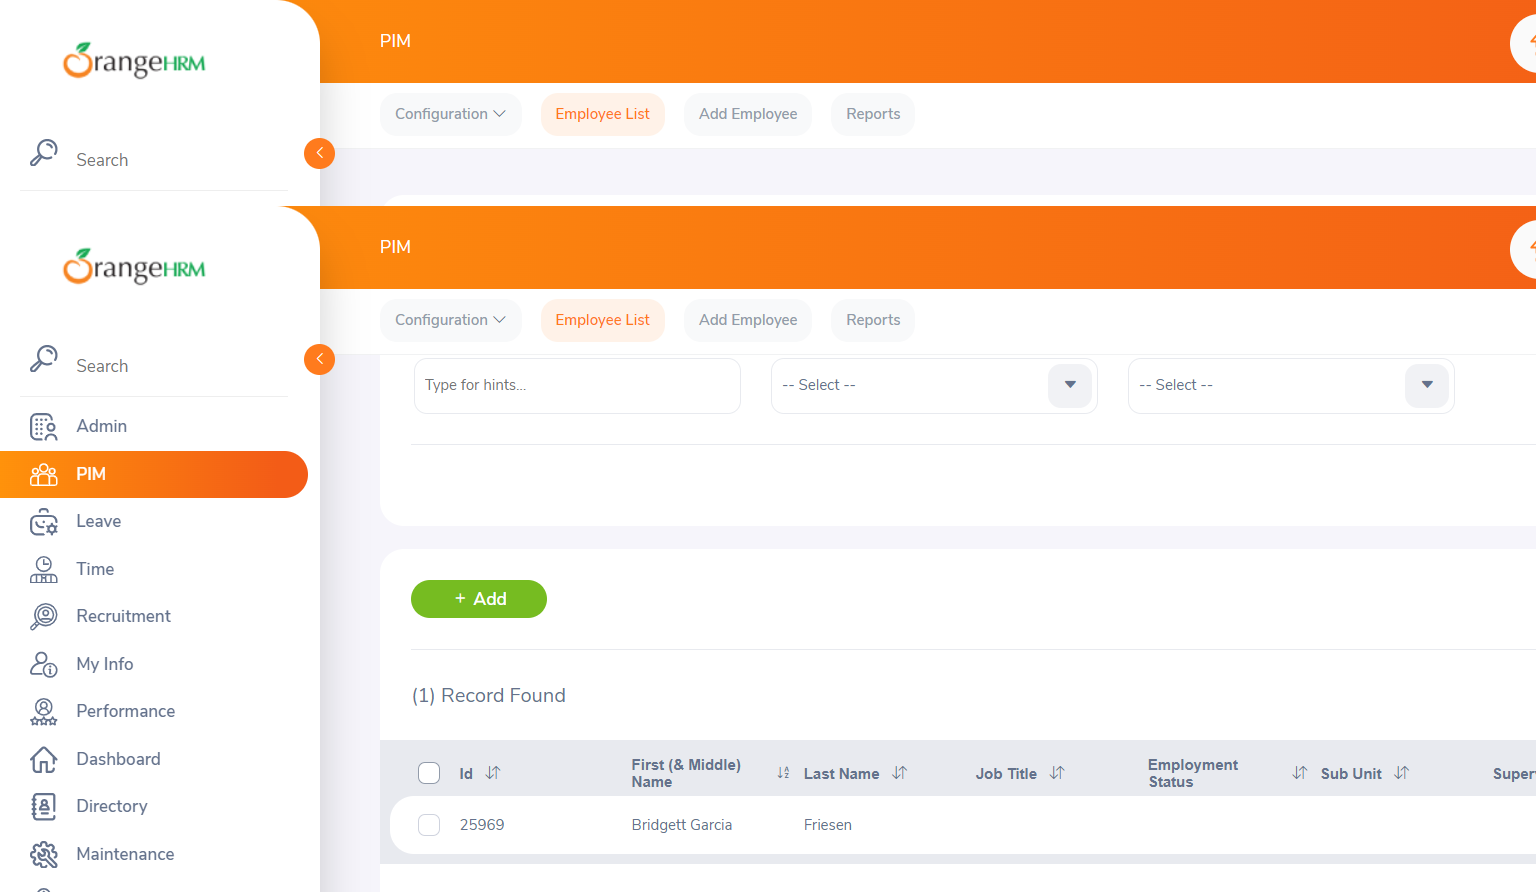 OrangeHRM
PIM
Configuration
Employee List
Add Employee
Reports
Search
OrangeHRM
PIM
Configuration
Employee List
Add Employee
Reports
Search
Type for hints...
-- Select --
-- Select --
Admin
PIM
Leave
Time
Recruitment
My Info
Performance
Dashboard
Directory
Maintenance
+ Add
(1) Record Found
Id
First (& Middle)
Name
Last Name
Job Title
Employment
Status
Sub Unit
25969
Bridgett Garcia
Friesen